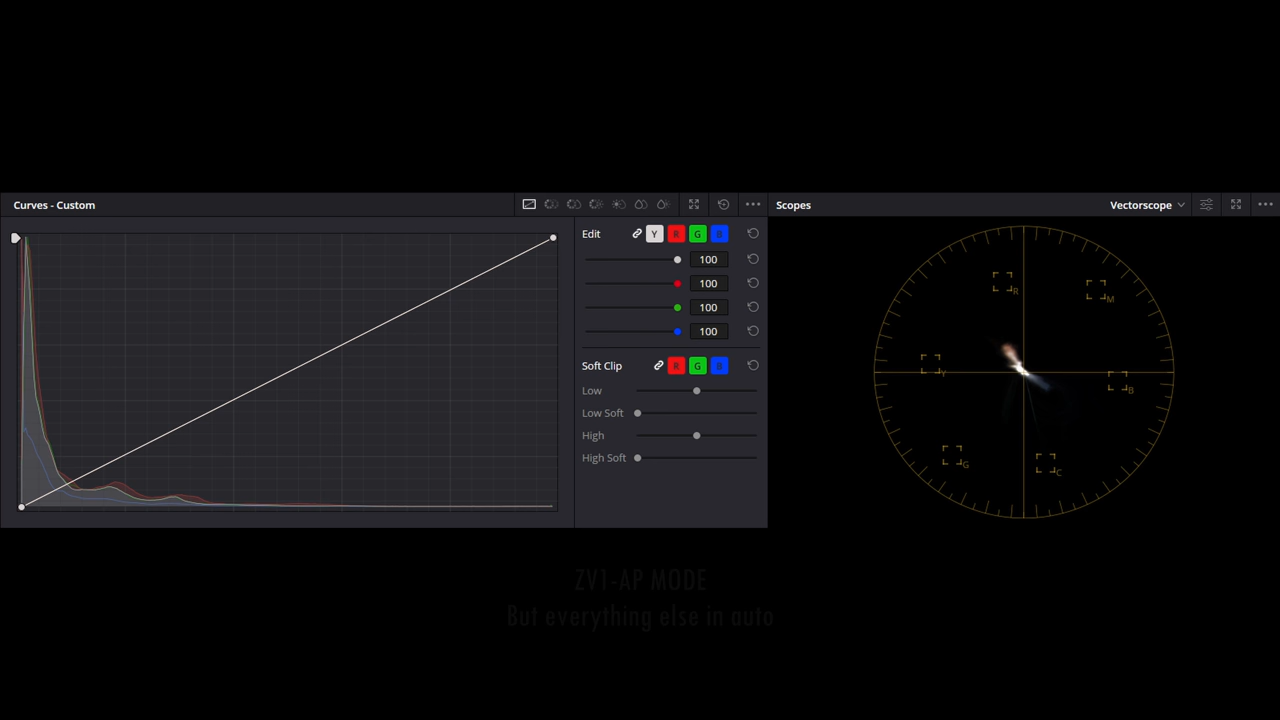 Curves - Custom
Scopes
Vectorscope
Edit
Y R G B
100
100
100
100
Soft Clip
R G B
Low
Low Soft
High
High Soft
R
M
Y
B
G
C
ZV1-AP MODE
But everything else in auto